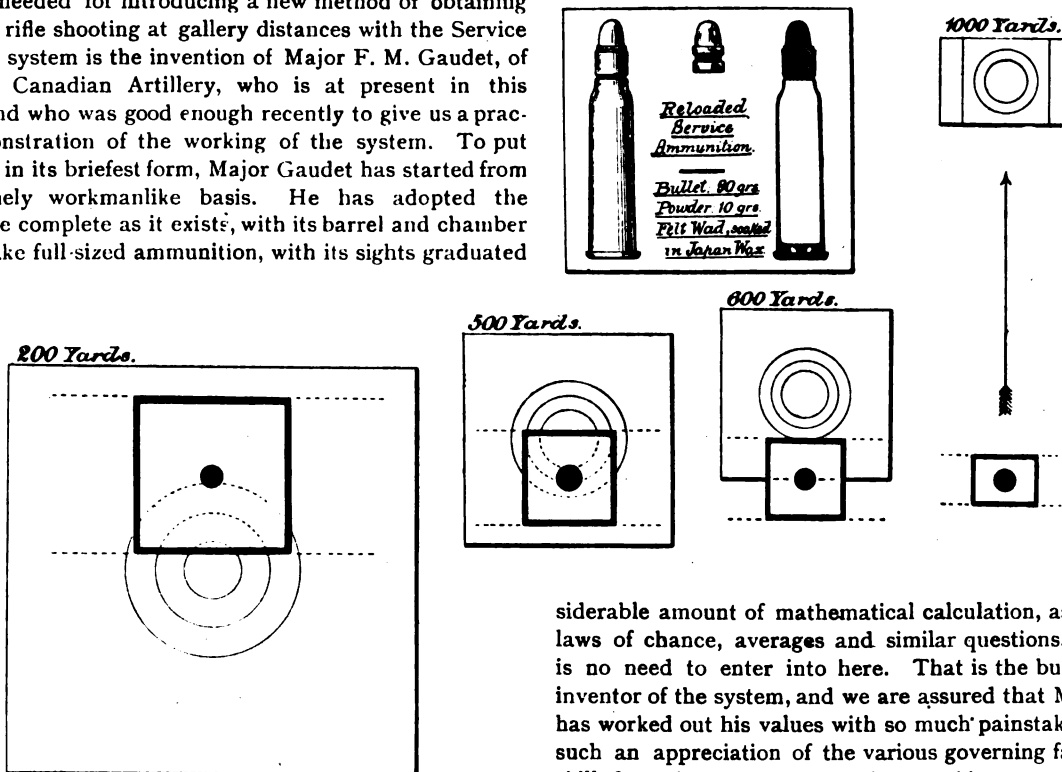 needed for introducing a new method of obtaining
rifle shooting at gallery distances with the Service
system is the invention of Major F. M. Gaudet, of
Canadian Artillery, who is at present in this
who was good enough recently to give us a prac-
of the working of the system. To put
in its briefest form, Major Gaudet has started from
workmanlike basis. He has adopted the
complete as it exists, with its barrel and chamber
full-sized ammunition, with its sights graduated
Reloaded
Service
Ammunition.
Bullet. 90 grs
Powder. 10 grs.
Felt Wad, soaked
in Japan Wax
1000 Yards.
200 Yards.
500 Yards.
600 Yards.
siderable amount of mathematical calculation,
laws of chance, averages and similar questions.
is no need to enter into here. That is the
inventor of the system, and we are assured that
has worked out his values with so much
such an appreciation of the various governing